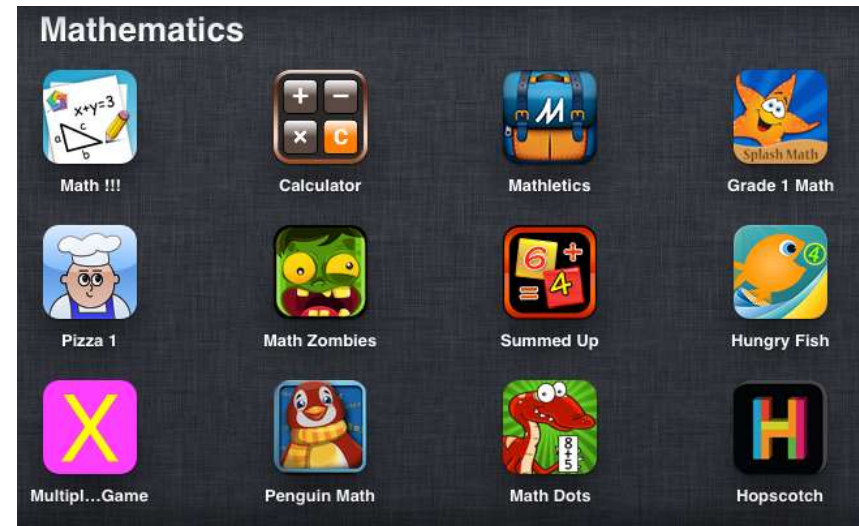 Mathematics
x+y=3
c
a
b
+ −
× C
M
Splash Math
Math !!!
Calculator
Mathletics
Grade 1 Math
6 +
= 4
4
Pizza 1
Math Zombies
Summed Up
Hungry Fish
X
8
+5
H
Multipl...Game
Penguin Math
Math Dots
Hopscotch